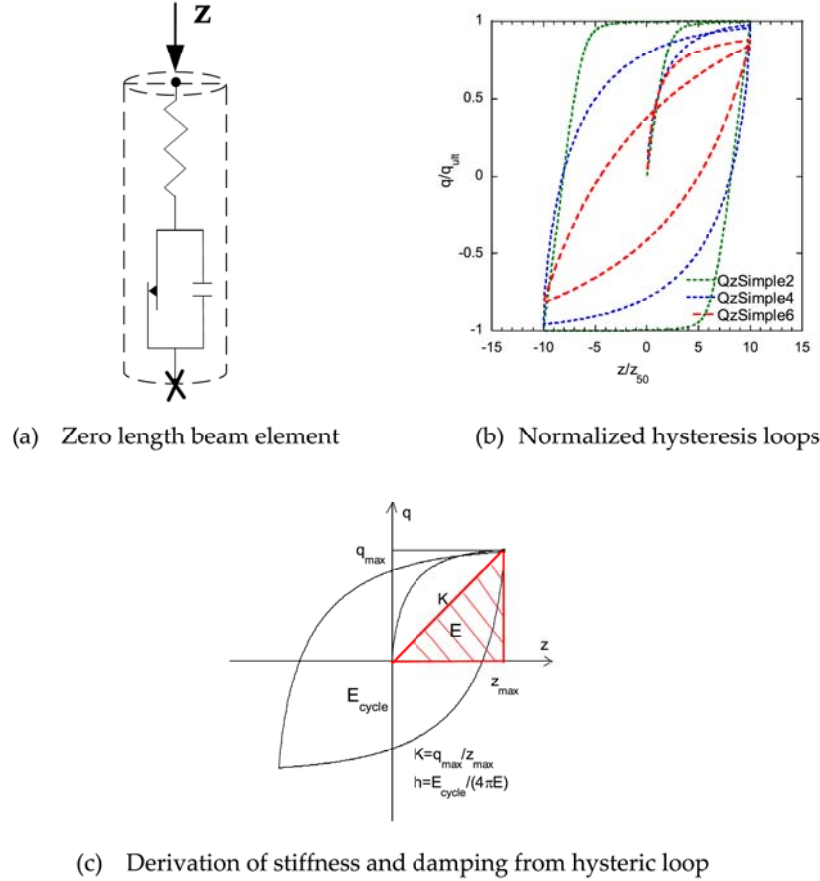 z
(a) Zero length beam element
1
0.5
0
-0.5
-1
q/q_ult
-15 -10 -5 0 5 10 15
z/z_50
QzSimple2
QzSimple4
QzSimple6
(b) Normalized hysteresis loops
q
q_max
K
E
z
z_max
E_cycle
K=q_max/z_max
h=E_cycle/(4πE)
(c) Derivation of stiffness and damping from hysteric loop